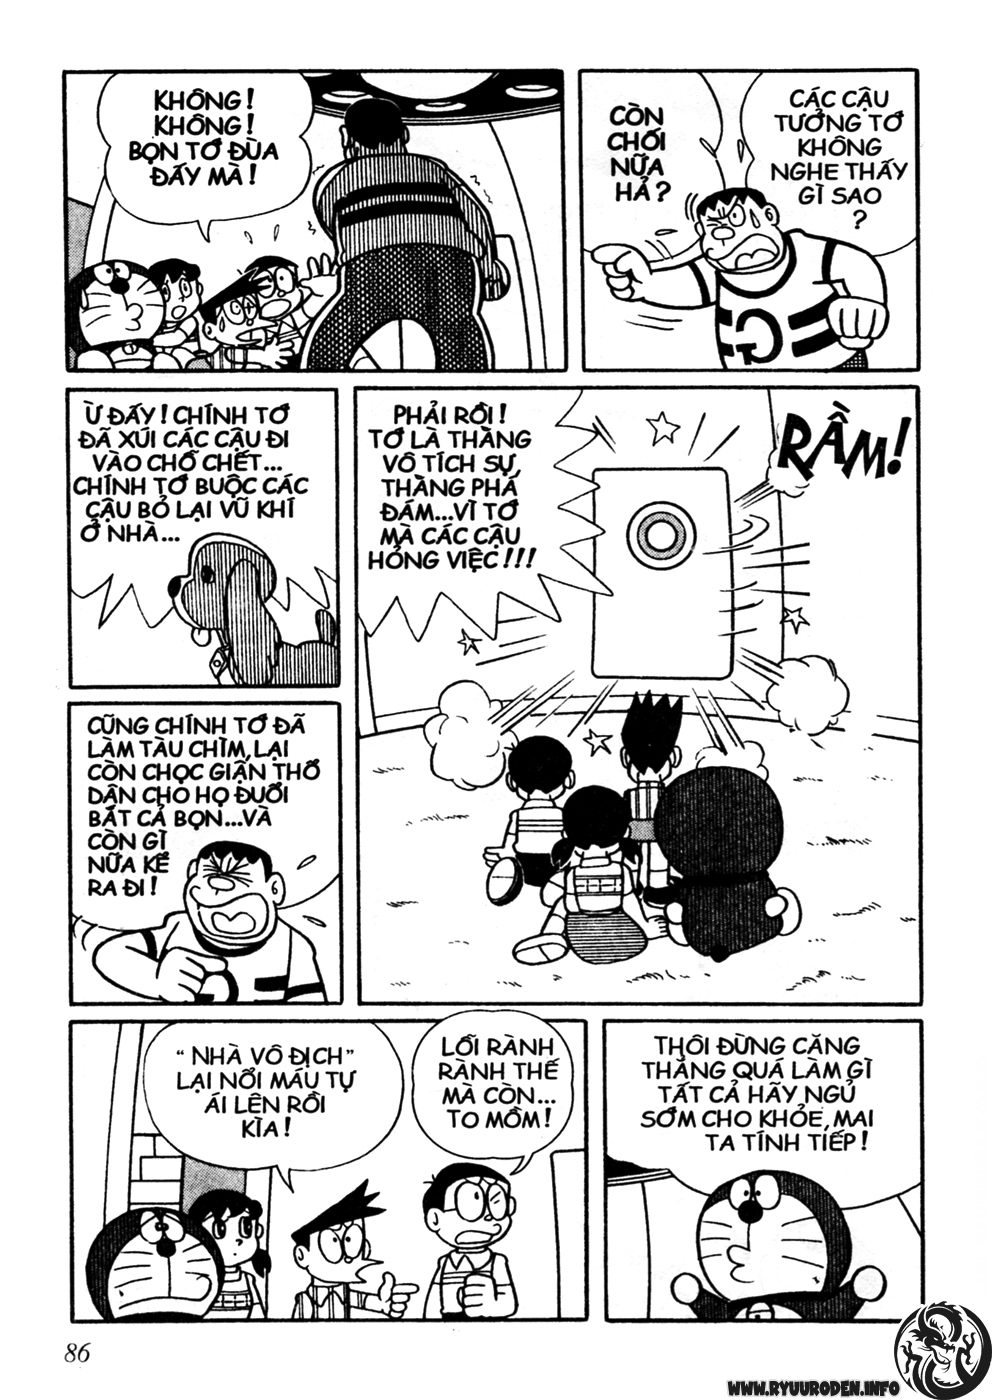 KHÔNG!
KHÔNG!
BỌN TỚ ĐÙA
ĐẤY MÀ!
CÒN
CHỐI
NỮA
HẢ?
CÁC CẬU
TƯỞNG TỚ
KHÔNG
NGHE THẤY
GÌ SAO
?
G
Ừ ĐẤY! CHÍNH TỚ
ĐÃ XÚI CÁC CẬU ĐI
VÀO CHỖ CHẾT...
CHÍNH TỚ BUỘC CÁC
CẬU BỎ LẠI VŨ KHÍ
Ở NHÀ...
PHẢI RỒI!
TỚ LÀ THẰNG
VÔ TÍCH SỰ,
THẰNG PHÁ
ĐÁM...VÌ TỚ
MÀ CÁC CẬU
HỎNG VIỆC!!!
RẦM!
CŨNG CHÍNH TỚ ĐÃ
LÀM TÀU CHÌM, LẠI
CÒN CHỌC GIẬN THỔ
DÂN CHO HỌ ĐUỔI
BẮT CẢ BỌN...VÀ
CÒN GÌ
NỮA KỂ
RA ĐI!
"NHÀ VÔ ĐỊCH"
LẠI NỔI MÁU TỰ
ÁI LÊN RỒI
KÌA!
LỖI RÀNH
RÀNH THẾ
MÀ CÒN...
TO MỒM!
THÔI ĐỪNG CĂNG
THẲNG QUÁ LÀM GÌ
TẤT CẢ HÃY NGỦ
SỚM CHO KHỎE, MAI
TA TÍNH TIẾP!
86
WWW.RYUURODEN.INFO